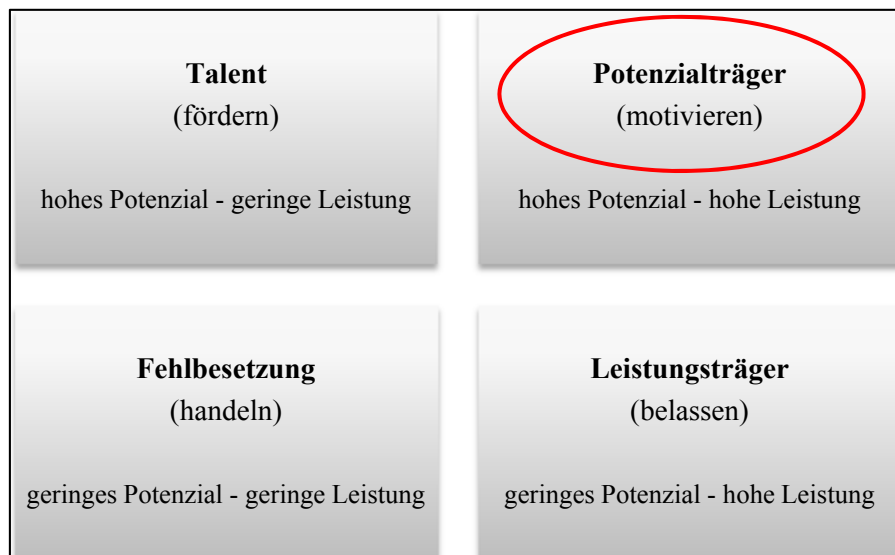 Talent
(fördern)
hohes Potenzial - geringe Leistung
Potenzialträger
(motivieren)
hohes Potenzial - hohe Leistung
Fehlbesetzung
(handeln)
geringes Potenzial - geringe Leistung
Leistungsträger
(belassen)
geringes Potenzial - hohe Leistung